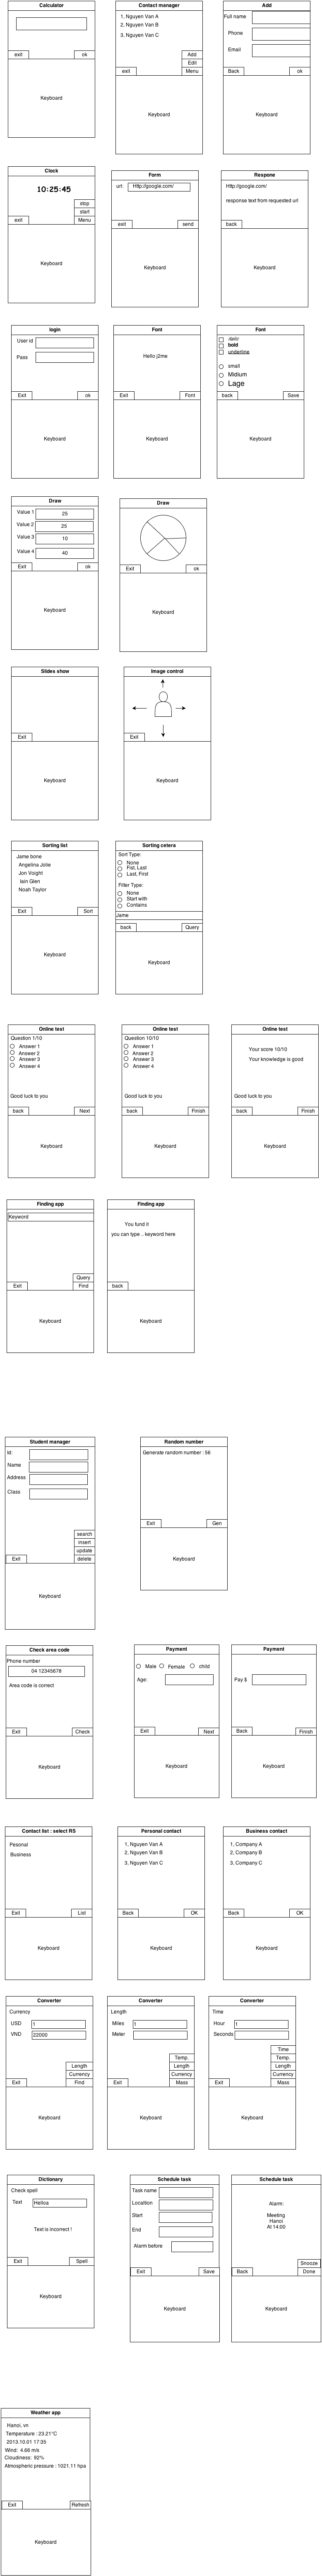 Calculator
exit
ok
Keyboard
Contact manager
1, Nguyen Van A
2, Nguyen Van B
3, Nguyen Van C
Add
Edit
exit
Menu
Keyboard
Add
Full name
Phone
Email
Back
ok
Keyboard
Clock
10:25:45
stop
start
exit
Menu
Keyboard
Form
url:
Http://google.com/
exit
send
Keyboard
Respone
Http://google.com/
response text from requested url
back
Keyboard
login
User id
Pass
Exit
ok
Keyboard
Font
Hello j2me
Exit
Font
Keyboard
Font
italic
bold
underline
small
Midium
Lage
back
Save
Keyboard
Draw
Value 1
25
Value 2
25
Value 3
10
Value 4
40
Exit
ok
Keyboard
Draw
Exit
ok
Keyboard
Slides show
Exit
Keyboard
Image control
Exit
Keyboard
Sorting list
Jame bone
Angelina Jolie
Jon Voight
Iain Glen
Noah Taylor
Exit
Sort
Keyboard
Sorting cetera
Sort Type:
None
Fist, Last
Last, First
Filter Type:
None
Start with
Contains
Jame
back
Query
Keyboard
Online test
Question 1/10
Answer 1
Answer 2
Answer 3
Answer 4
Good luck to you
back
Next
Keyboard
Online test
Question 10/10
Answer 1
Answer 2
Answer 3
Answer 4
Good luck to you
back
Finish
Keyboard
Online test
Your score 10/10
Your knowledge is good
Good luck to you
back
Finish
Keyboard
Finding app
Keyword
Query
Exit
Find
Keyboard
Finding app
You fund it
you can type .. keyword here
back
Keyboard
Student manager
Id:
Name
Address
Class
search
insert
update
Exit
delete
Keyboard
Random number
Generate random number : 56
Exit
Gen
Keyboard
Check area code
Phone number
04 12345678
Area code is correct
Exit
Check
Keyboard
Payment
Male
Female
child
Age:
Exit
Next
Keyboard
Payment
Pay $
Back
Finish
Keyboard
Contact list : select RS
Pesonal
Business
Exit
List
Keyboard
Personal contact
1, Nguyen Van A
2, Nguyen Van B
3, Nguyen Van C
Back
OK
Keyboard
Business contact
1, Company A
2, Company B
3, Company C
Back
OK
Keyboard
Converter
Currency
USD
1
VND
22000
Length
Currency
Exit
Find
Keyboard
Converter
Length
Miles
1
Meter
Temp.
Length
Currency
Exit
Mass
Keyboard
Converter
Time
Hour
1
Seconds
Time
Temp.
Length
Currency
Exit
Mass
Keyboard
Dictionary
Check spell
Text
Helloa
Text is incorrect !
Exit
Spell
Keyboard
Schedule task
Task name
Localtion
Start
End
Alarm before
Exit
Save
Keyboard
Schedule task
Alarm:
Meeting
Hanoi
At 14:00
Snooze
Back
Done
Keyboard
Weather app
Hanoi, vn
Temperature : 23.21°C
2013.10.01 17:35
Wind: 4.66 m/s
Cloudiness: 92%
Atmospheric pressure : 1021.11 hpa
Exit
Refresh
Keyboard